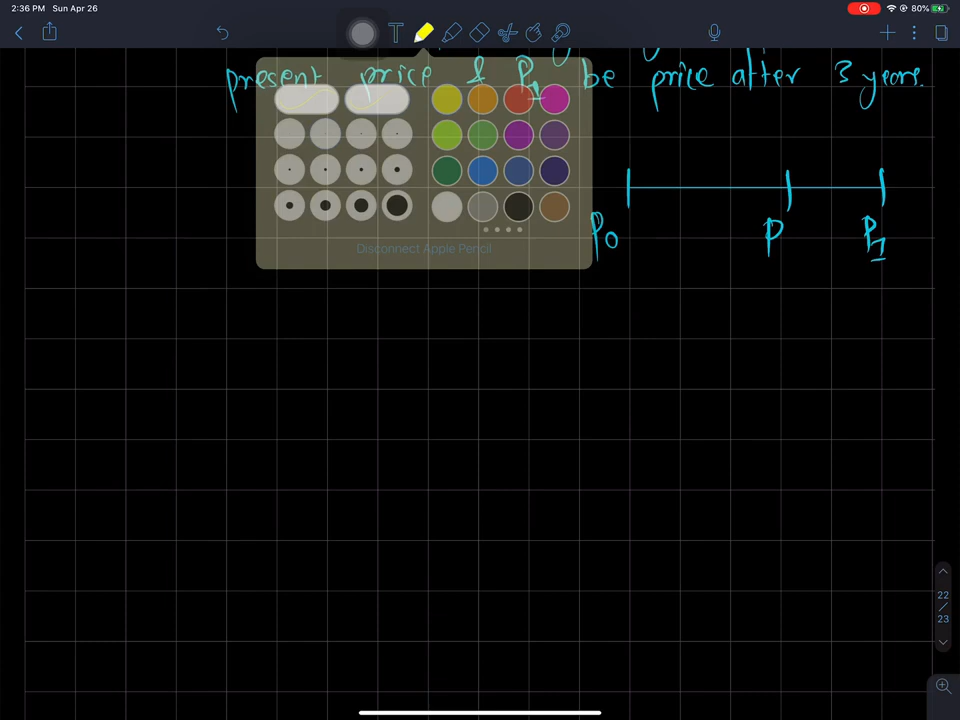 2:36 PM Sun Apr 26
80%
T
present price & P1 be price after 3 years.
P0 P P1
Disconnect Apple Pencil
22
/
23